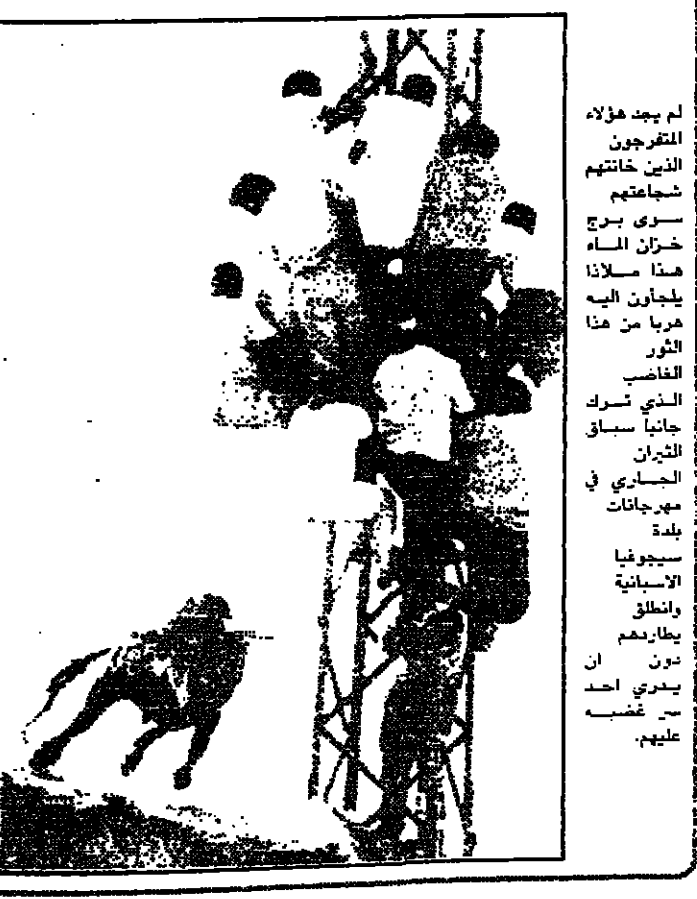 لم يجد هؤلاء
المتفرجون
الذين خانتهم
شجاعتهم
سوى برج
خزان الماء
هذا ملاذا
يلجأون اليه
هربا من هذا
الثور
الغاضب
الذي ترك
جانبا سباق
الثيران
الجاري في
مهرجانات
بلدة
سيجوفيا
الاسبانية
وانطلق
يطاردهم
دون ان
يدري احد
سر غضبه
عليهم.